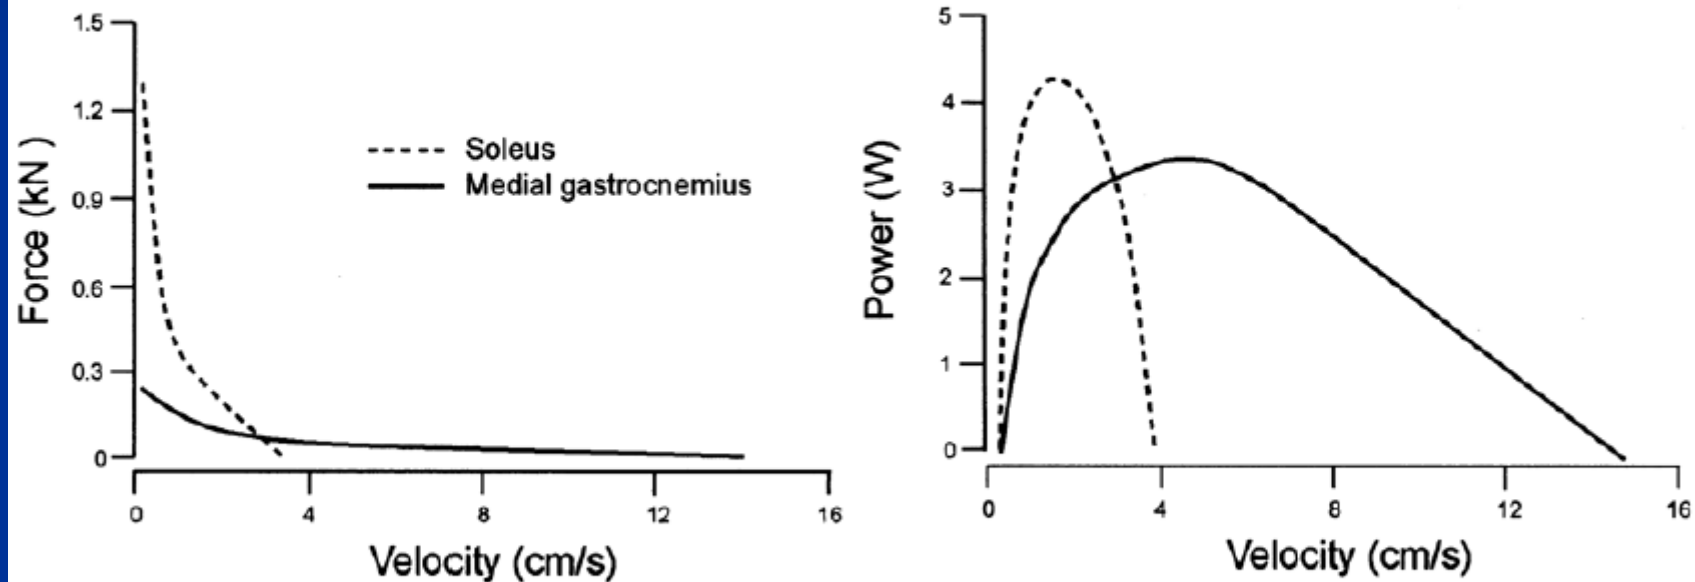 1.5
1.2
0.9
0.6
0.3
0
Force (kN )
Soleus
Medial gastrocnemius
0 4 8 12 16
Velocity (cm/s)
5
4
3
2
1
0
Power (W)
0 4 8 12 16
Velocity (cm/s)